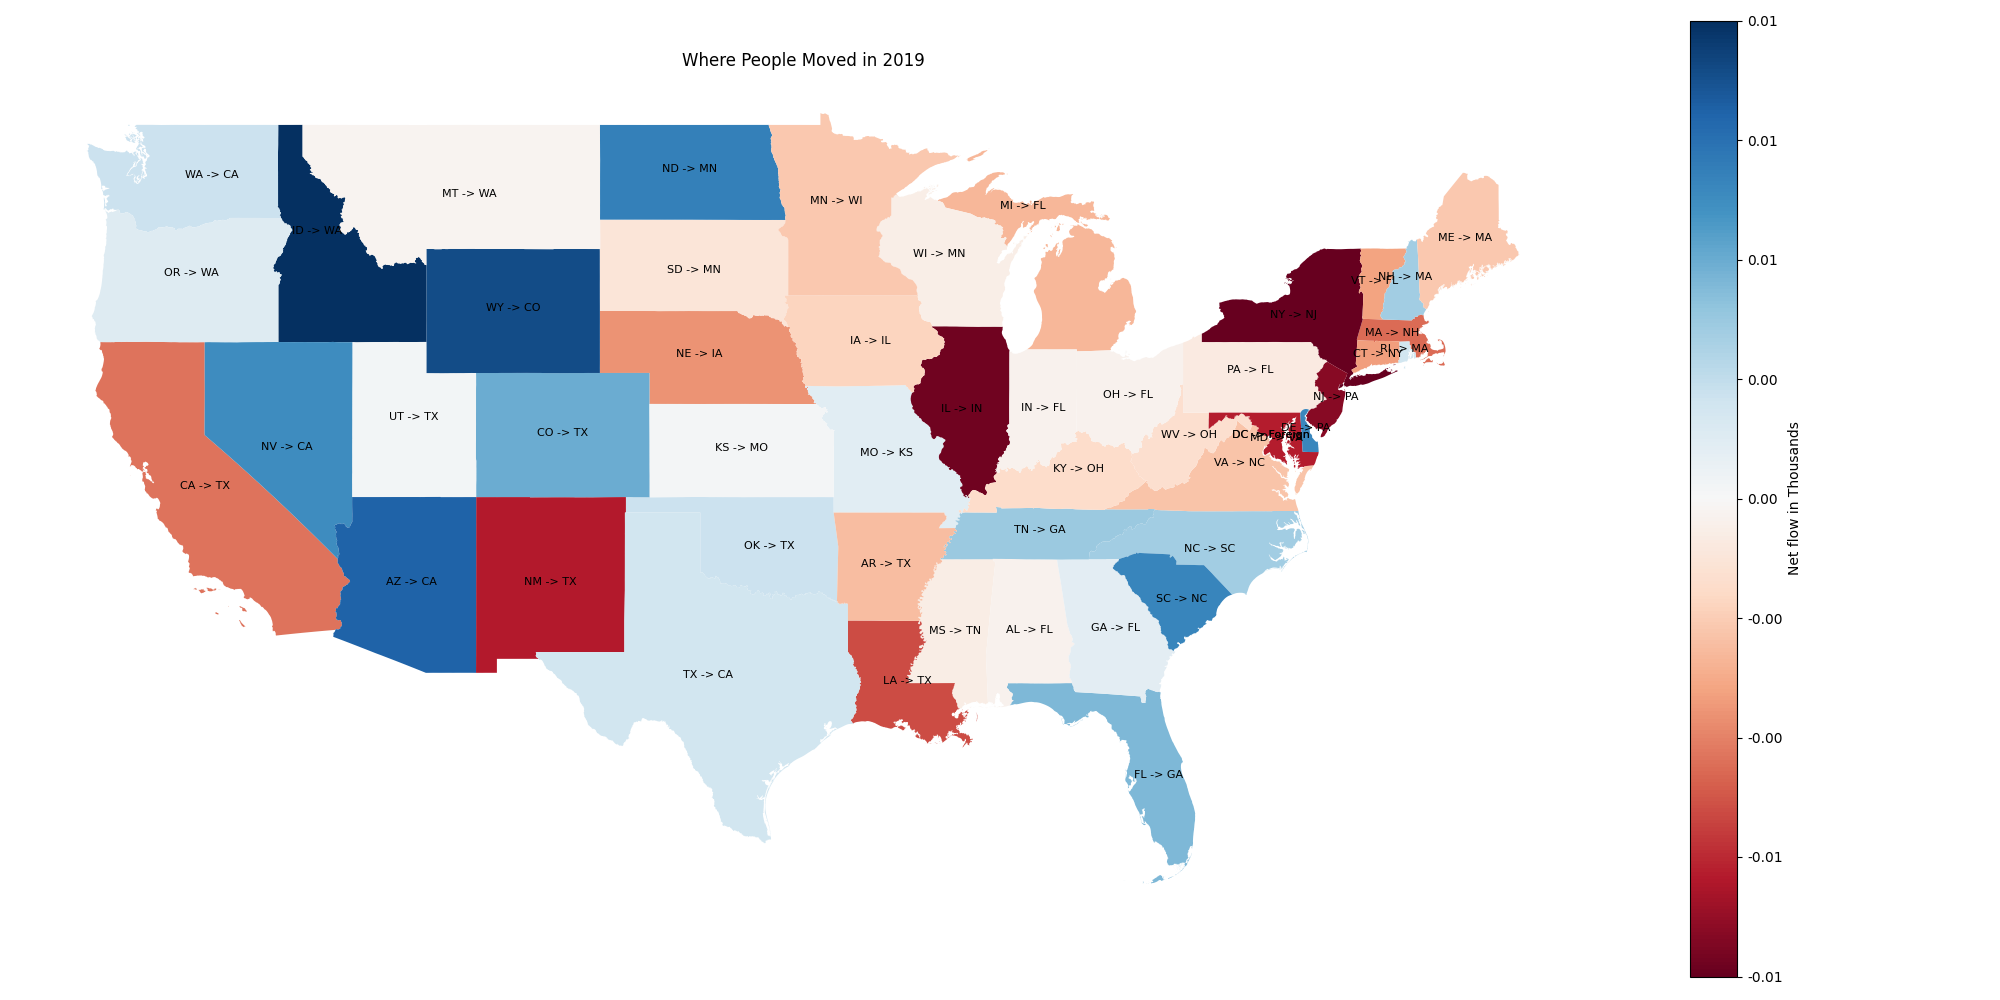 Where People Moved in 2019
WA -> CA
MT -> WA
ND -> MN
MN -> WI
MI -> FL
ME -> MA
ID -> WA
OR -> WA
WY -> CO
SD -> MN
WI -> MN
VT -> FL
NH -> MA
NY -> NJ
MA -> NH
RI -> MA
CT -> NY
NE -> IA
IA -> IL
PA -> FL
NV -> CA
UT -> TX
CO -> TX
KS -> MO
MO -> KS
IL -> IN
IN -> FL
OH -> FL
NJ -> PA
DE -> PA
WV -> OH
DC -> Foreign
CA -> TX
KY -> OH
VA -> NC
AZ -> CA
NM -> TX
OK -> TX
AR -> TX
TN -> GA
NC -> SC
SC -> NC
TX -> CA
LA -> TX
MS -> TN
AL -> FL
GA -> FL
FL -> GA
0.01
0.01
0.01
0.00
0.00
-0.00
-0.00
-0.01
-0.01
Net flow in Thousands